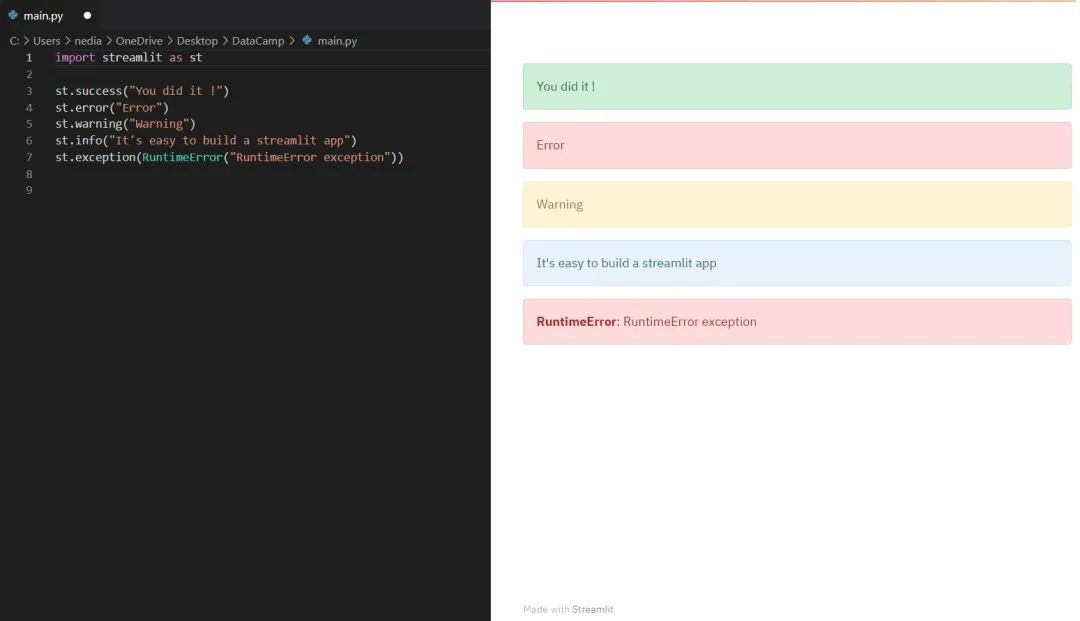 main.py
C: > Users > nedia > OneDrive > Desktop > DataCamp > main.py
1 import streamlit as st
2
3 st.success("You did it !")
4 st.error("Error")
5 st.warning("Warning")
6 st.info("It's easy to build a streamlit app")
7 st.exception(RuntimeError("RuntimeError exception"))
8
9
You did it !
Error
Warning
It's easy to build a streamlit app
RuntimeError: RuntimeError exception
Made with Streamlit